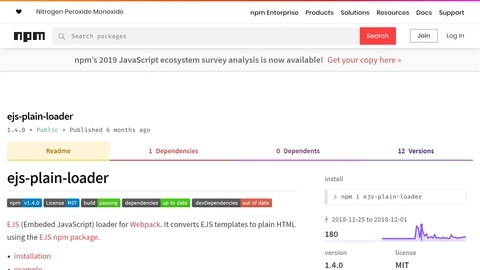 Nitrogen Peroxide Monoxide
npm Enterprise Products Solutions Resources Docs Support
npm Search packages Search Join Log In
npm's 2019 JavaScript ecosystem survey analysis is now available! Get your copy here »
ejs-plain-loader
1.4.0 • Public • Published 6 months ago
Readme 1 Dependencies 0 Dependents 12 Versions
ejs-plain-loader
npm v1.4.0 License MIT build passing dependencies up to date devDependencies out of date
EJS (Embeded JavaScript) loader for Webpack. It converts EJS templates to plain HTML
using the EJS npm package.
• installation
• example
install
> npm i ejs-plain-loader
2018-11-25 to 2018-12-01
180
version license
1.4.0 MIT